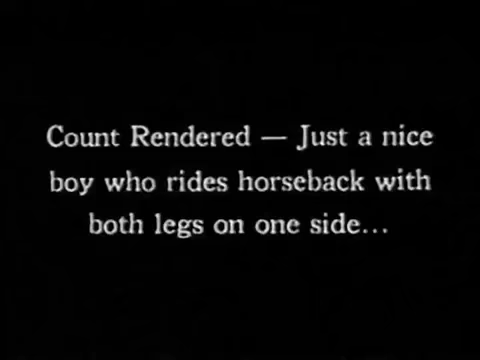 Count Rendered — Just a nice
boy who rides horseback with
both legs on one side...